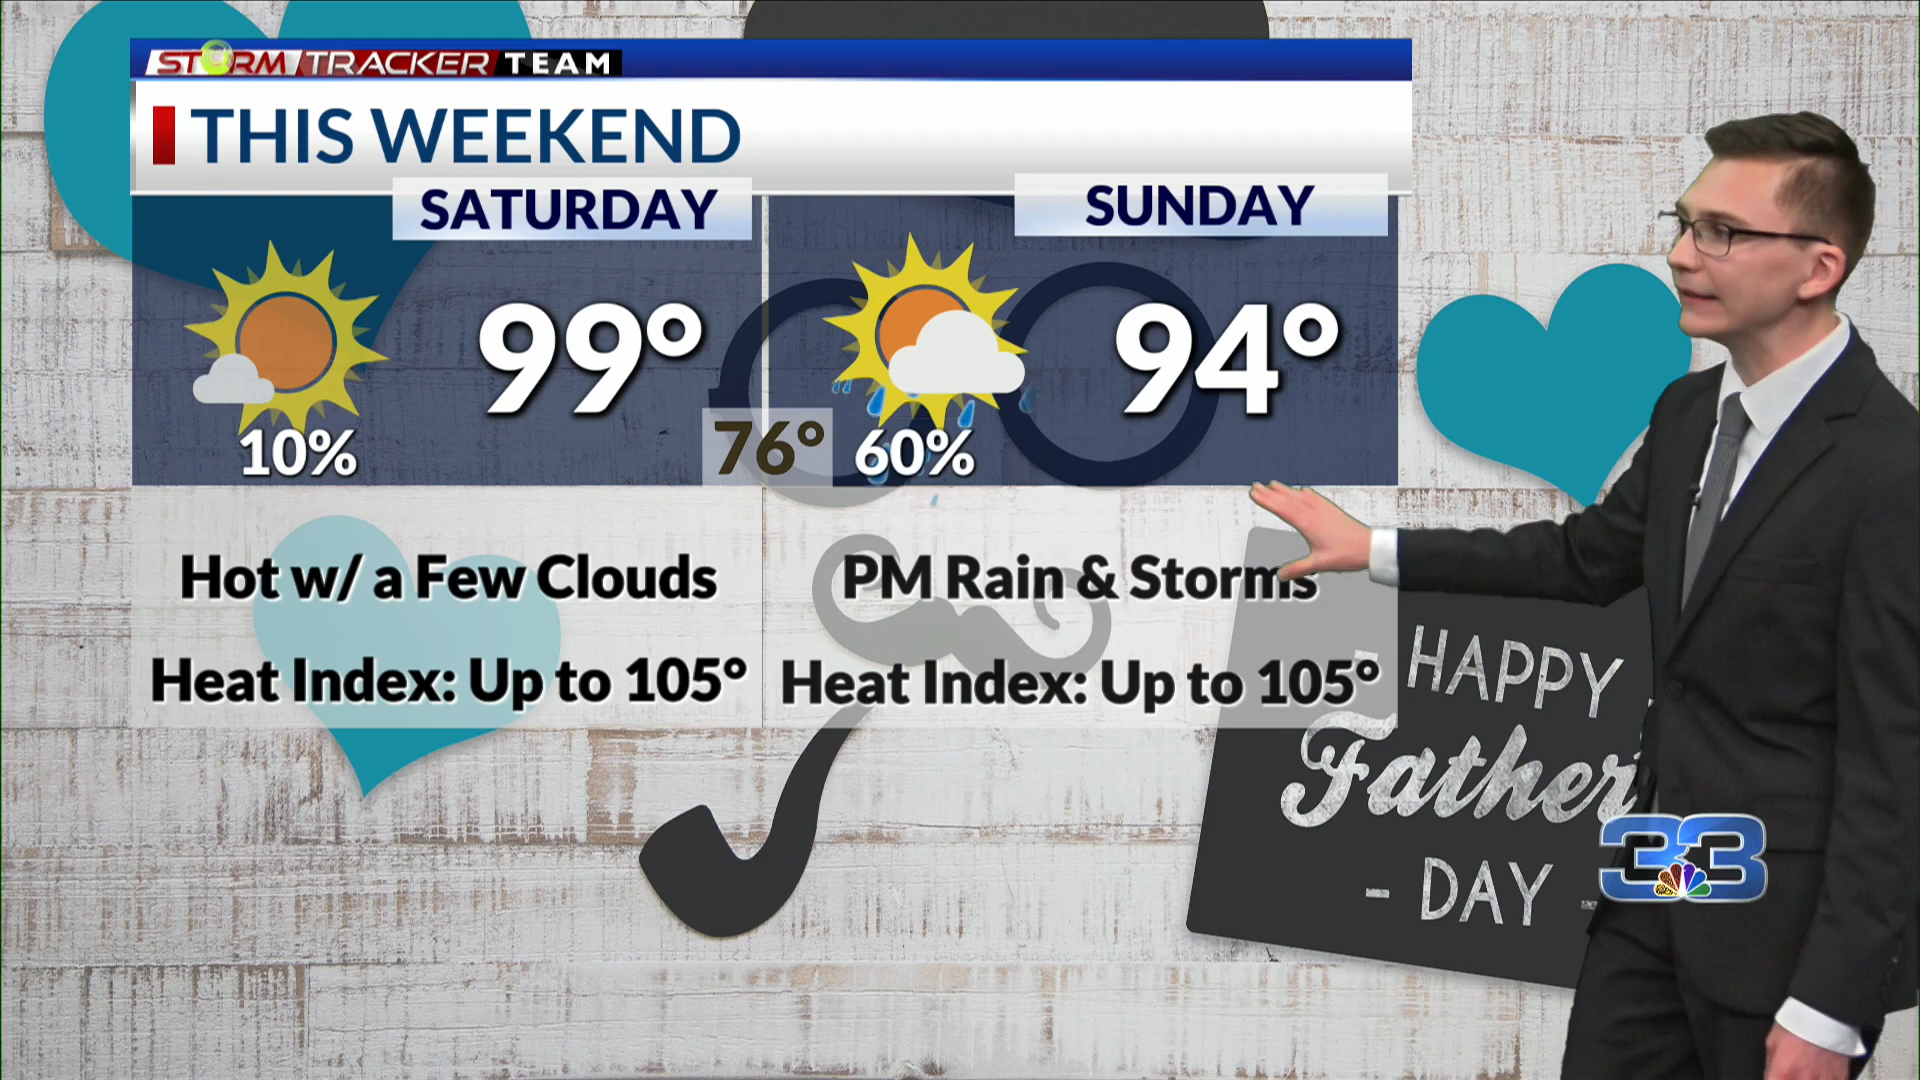 STORM TRACKER TEAM
THIS WEEKEND
SATURDAY
SUNDAY
99°
94°
10%
76°
60%
Hot w/ a Few Clouds
PM Rain & Storms
Heat Index: Up to 105°
Heat Index: Up to 105°
- HAPPY
Father
- DAY -
33